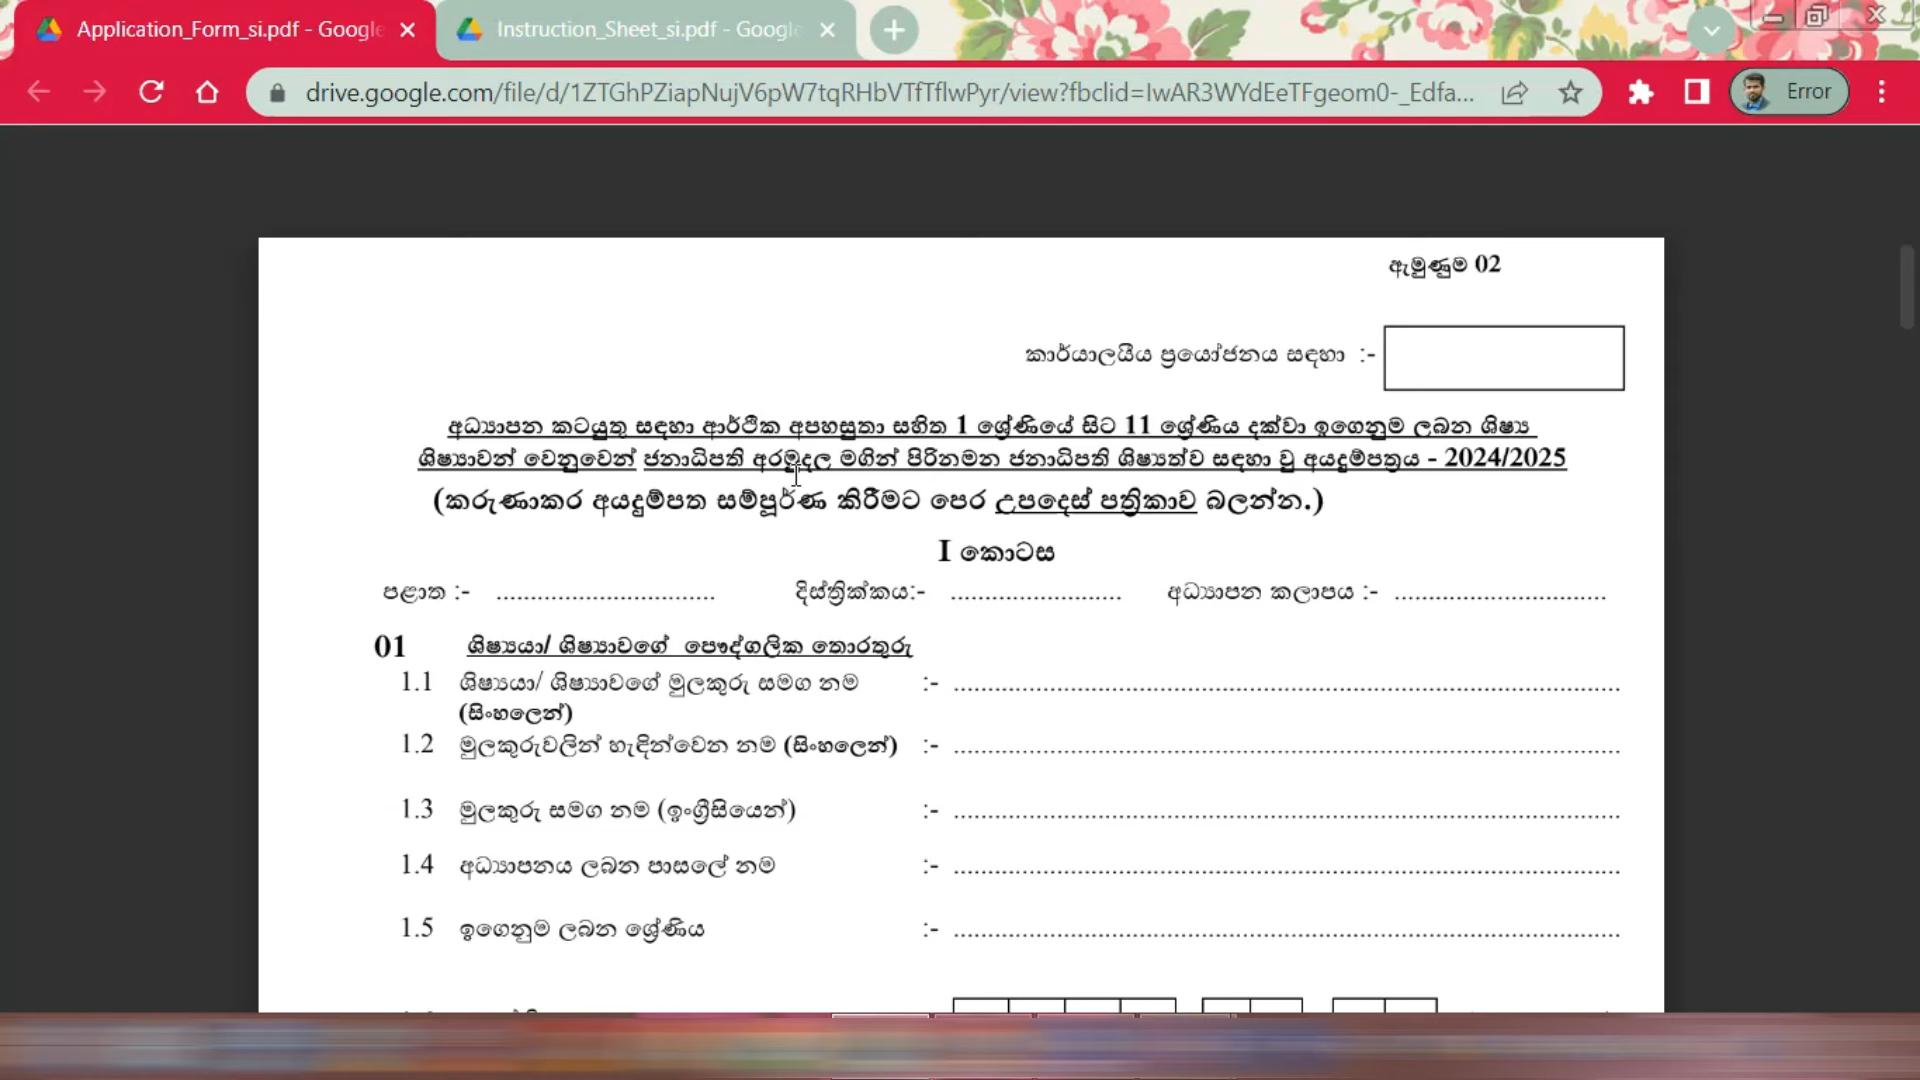 Application_Form_si.pdf - Google
Instruction_Sheet_si.pdf - Googl
drive.google.com/file/d/1ZTGhPZiapNujV6pW7tqRHbVTfTflwPyr/view?fbclid=IwAR3WYdEeTFgeom0-_Edfa...
Error
ඇමුණුම 02
කාර්යාලයීය ප්‍රයෝජනය සඳහා :-
අධ්‍යාපන කටයුතු සඳහා ආර්ථික අපහසුතා සහිත 1 ශ්‍රේණියේ සිට 11 ශ්‍රේණිය දක්වා ඉගෙනුම ලබන ශිෂ්‍ය
ශිෂ්‍යාවන් වෙනුවෙන් ජනාධිපති අරමුදල මගින් පිරිනමන ජනාධිපති ශිෂ්‍යත්ව සඳහා වු අයදුම්පත්‍රය - 2024/2025
(කරුණාකර අයදුම්පත සම්පූර්ණ කිරීමට පෙර උපදෙස් පත්‍රිකාව බලන්න.)
I කොටස
පළාත :- ................................ දිස්ත්‍රික්කය:- ......................... අධ්‍යාපන කලාපය :- ...............................
01 ශිෂ්‍යයා/ ශිෂ්‍යාවගේ පෞද්ගලික තොරතුරු
1.1 ශිෂ්‍යයා/ ශිෂ්‍යාවගේ මුලකුරු සමග නම :- ................................................................................
(සිංහලෙන්)
1.2 මුලකුරුවලින් හැඳින්වෙන නම (සිංහලෙන්) :- ................................................................................
1.3 මුලකුරු සමග නම (ඉංග්‍රීසියෙන්) :- ................................................................................
1.4 අධ්‍යාපනය ලබන පාසලේ නම :- ................................................................................
1.5 ඉගෙනුම ලබන ශ්‍රේණිය :- ................................................................................